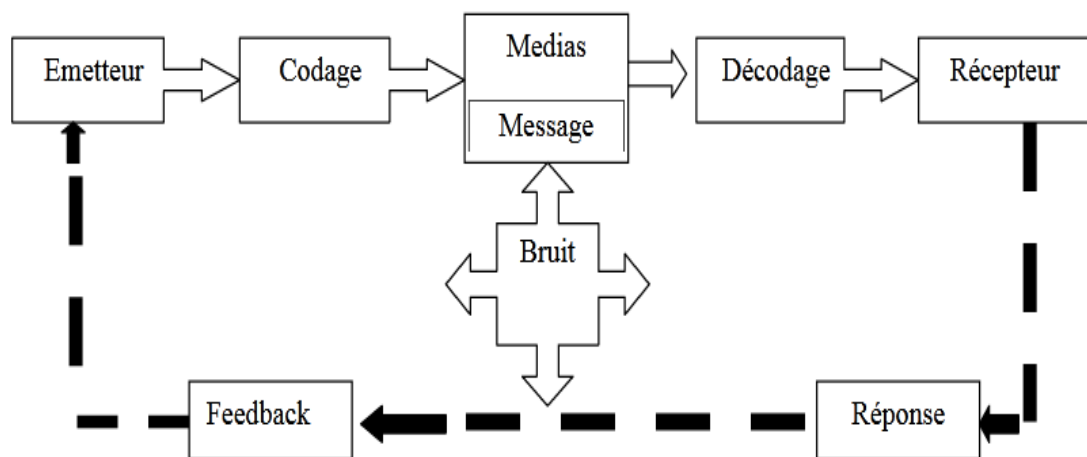 Emetteur
Codage
Medias
Message
Décodage
Récepteur
Bruit
Feedback
Réponse